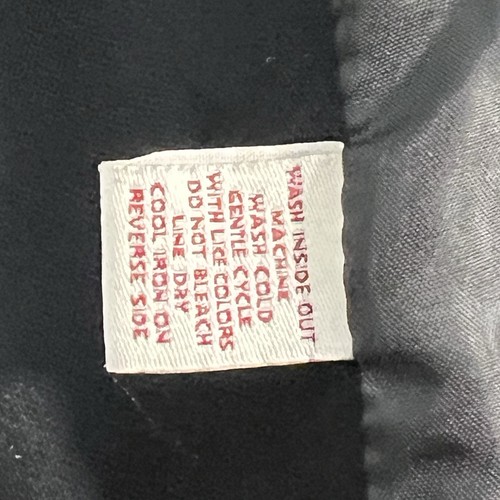 WASH INSIDE OUT
MACHINE
WASH COLD
GENTLE CYCLE
WITH LICE COLORS
DO NOT BLEACH
LINE DRY
COOL IRON ON
REVERSE SIDE